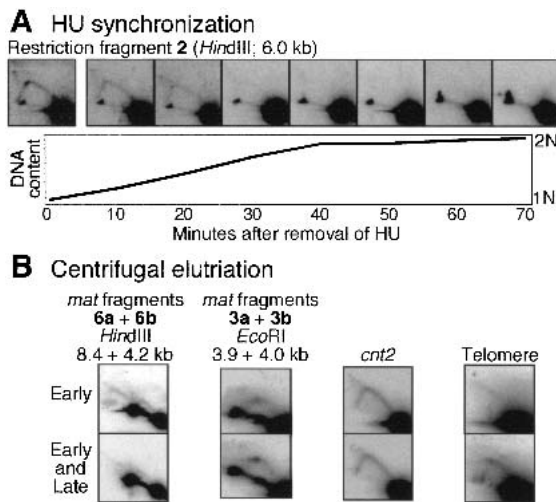 A HU synchronization
Restriction fragment 2 (HindIII; 6.0 kb)
DNA content
2N
1N
0 10 20 30 40 50 60 70
Minutes after removal of HU
B Centrifugal elutriation
mat fragments
6a + 6b
HindIII
8.4 + 4.2 kb
mat fragments
3a + 3b
EcoRI
3.9 + 4.0 kb
cnt2
Telomere
Early
Early
and
Late